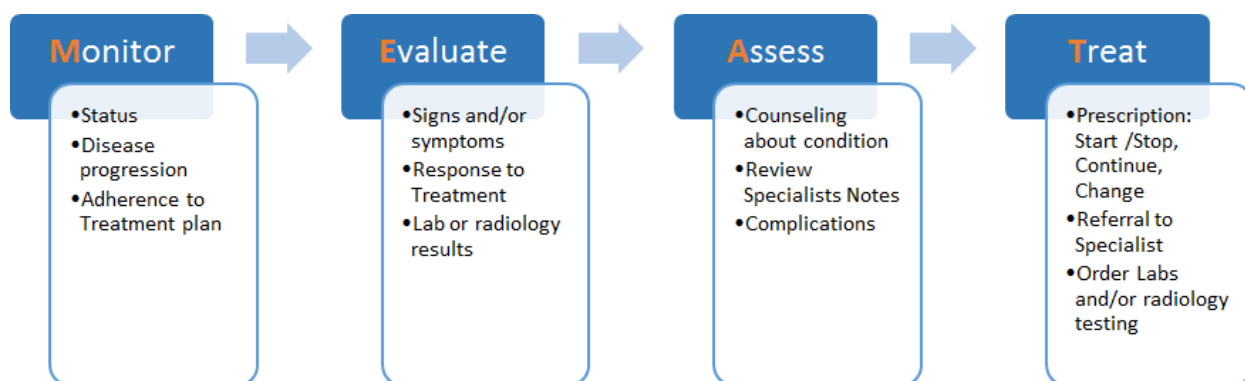 Monitor
•Status
•Disease
progression
•Adherence to
Treatment plan
Evaluate
•Signs and/or
symptoms
•Response to
Treatment
•Lab or radiology
results
Assess
•Counseling
about condition
•Review
Specialists Notes
•Complications
Treat
•Prescription:
Start /Stop,
Continue,
Change
•Referral to
Specialist
•Order Labs
and/or radiology
testing